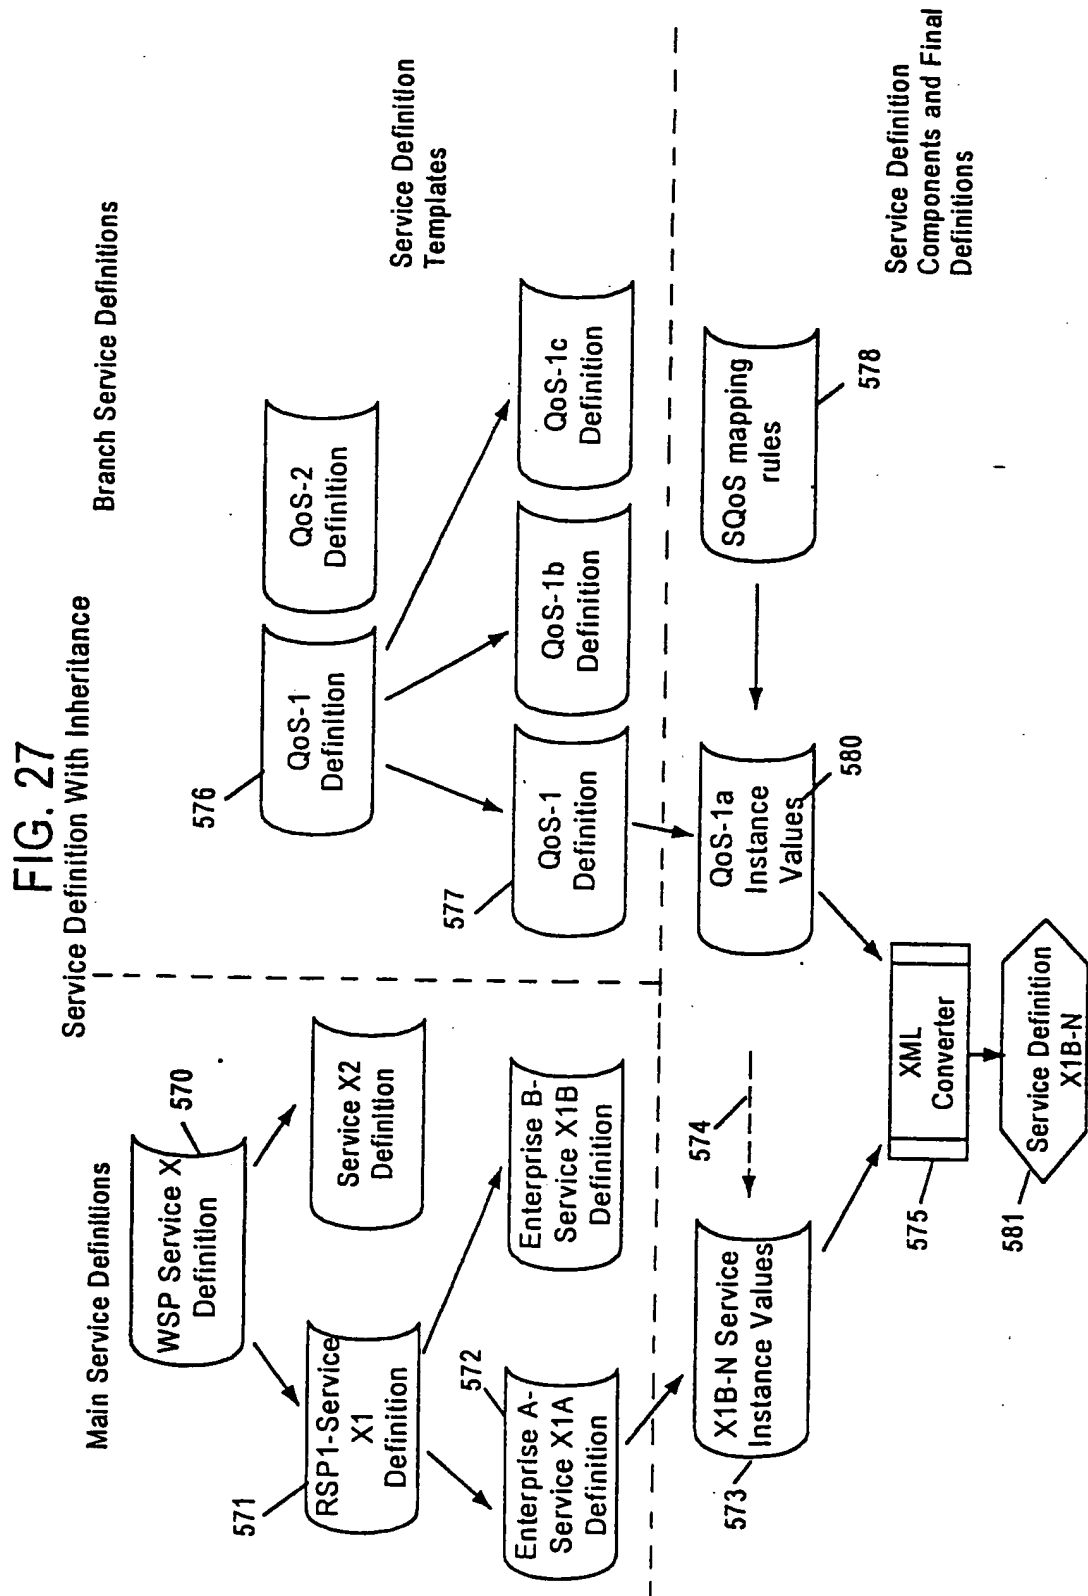 FIG. 27
Service Definition With Inheritance
Main Service Definitions
Branch Service Definitions
WSP Service X
Definition
570
571
RSP1-Service
X1
Definition
Service X2
Definition
572
Enterprise A-
Service X1A
Definition
Enterprise B-
Service X1B
Definition
576
QoS-1
Definition
QoS-2
Definition
Service Definition
Templates
577
QoS-1
Definition
QoS-1b
Definition
QoS-1c
Definition
573
X1B-N Service
Instance Values
574
QoS-1a
Instance
Values
580
SQoS mapping
rules
578
Service Definition
Components and Final
Definitions
575
XML
Converter
581
Service Definition
X1B-N